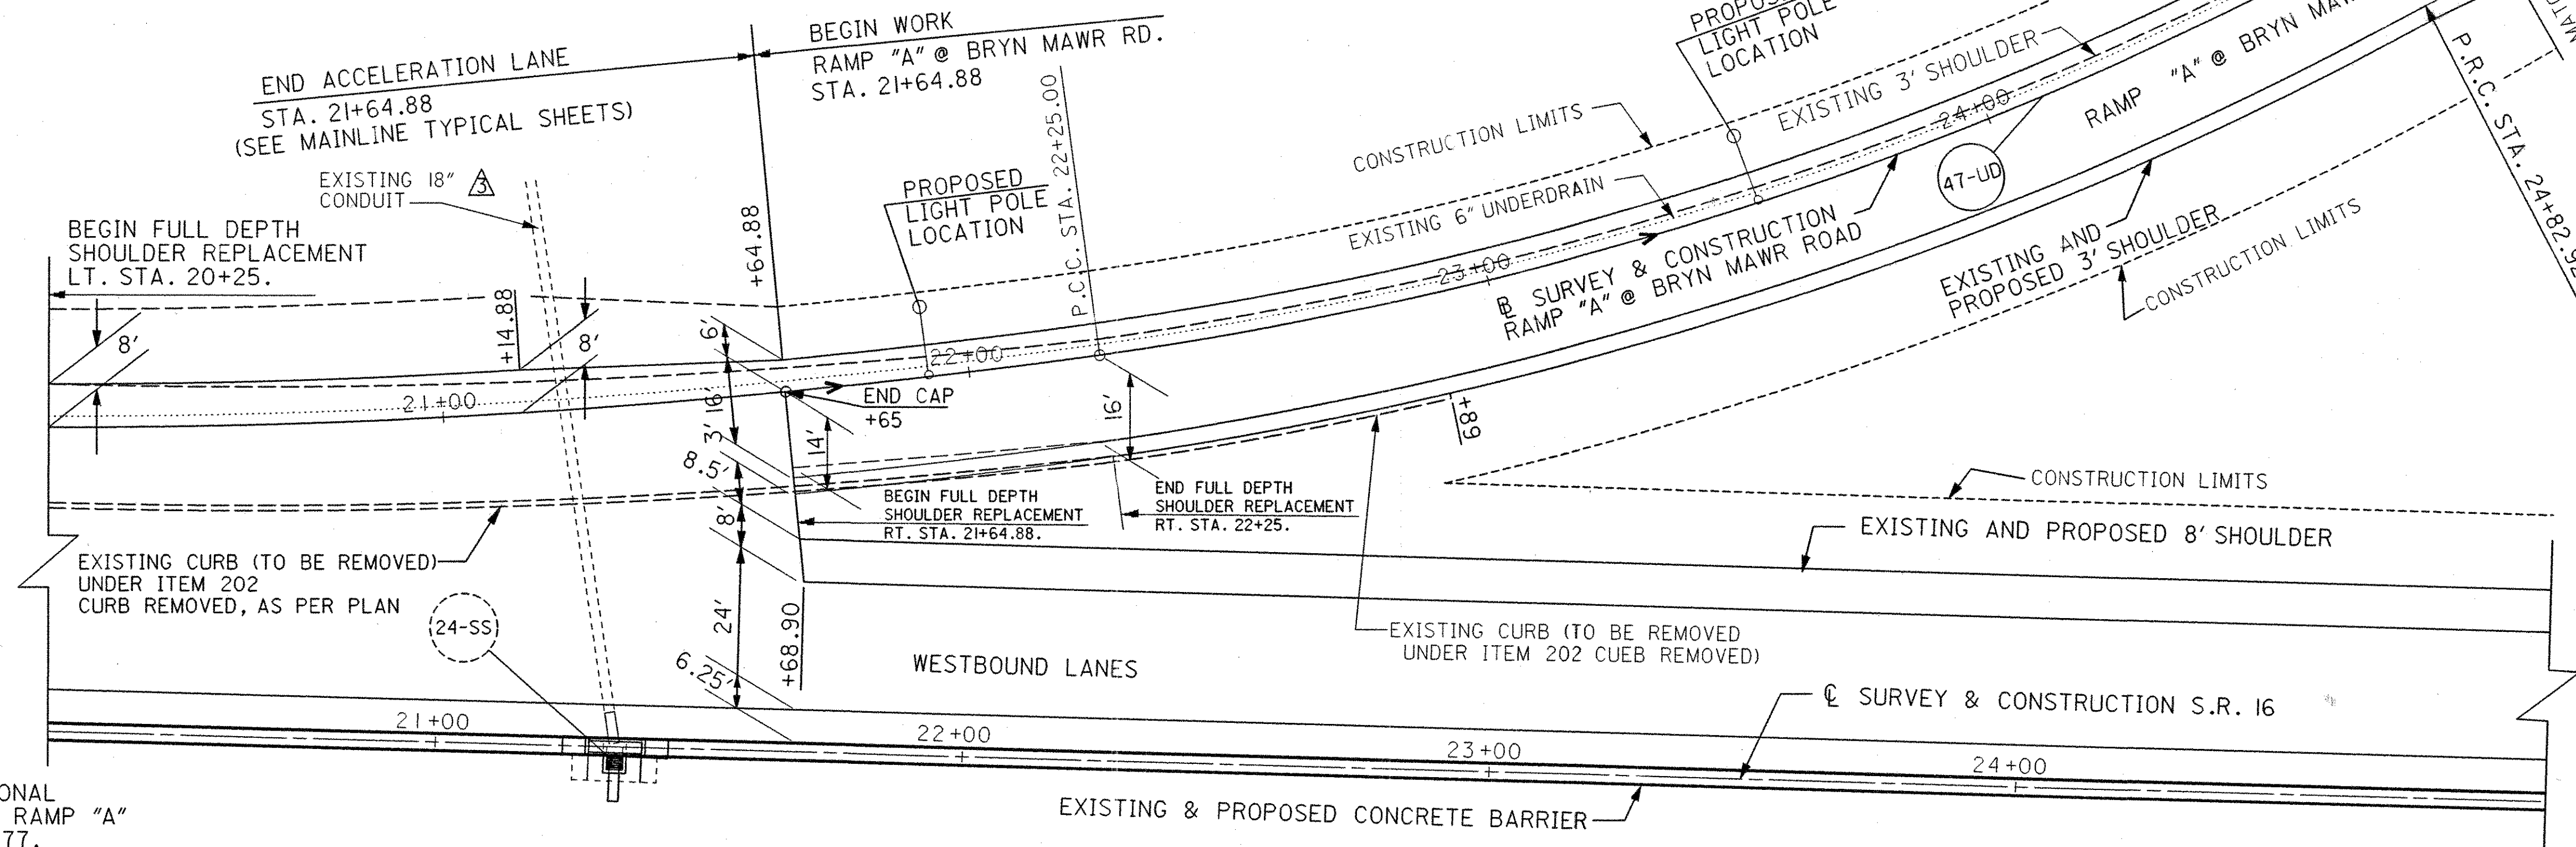 END ACCELERATION LANE
STA. 21+64.88
(SEE MAINLINE TYPICAL SHEETS)
BEGIN WORK
RAMP "A" @ BRYN MAWR RD.
STA. 21+64.88
EXISTING 18" 3
CONDUIT
BEGIN FULL DEPTH
SHOULDER REPLACEMENT
LT. STA. 20+25.
8'
+14.88
8'
+64.88
PROPOSED
LIGHT POLE
LOCATION
P.C.C. STA. 22+25.00
LIGHT POLE
LOCATION
CONSTRUCTION LIMITS
EXISTING 3' SHOULDER
EXISTING 6" UNDERDRAIN
RAMP "A" @ BRYN
47-UD
P.R.C. STA. 24+82.92
21+00
22+00
23+00
24+00
℄ SURVEY & CONSTRUCTION
RAMP "A" @ BRYN MAWR ROAD
EXISTING AND
PROPOSED 3' SHOULDER
CONSTRUCTION LIMITS
6'
16'
3'
8.5'
8'
24'
6.25'
14'
16'
END CAP
+65
+89
BEGIN FULL DEPTH
SHOULDER REPLACEMENT
RT. STA. 21+64.88.
END FULL DEPTH
SHOULDER REPLACEMENT
RT. STA. 22+25.
CONSTRUCTION LIMITS
EXISTING AND PROPOSED 8' SHOULDER
EXISTING CURB (TO BE REMOVED)
UNDER ITEM 202
CURB REMOVED, AS PER PLAN
24-SS
+68.90
WESTBOUND LANES
EXISTING CURB (TO BE REMOVED
UNDER ITEM 202 CUEB REMOVED)
℄ SURVEY & CONSTRUCTION S.R. 16
21+00
22+00
23+00
24+00
EXISTING & PROPOSED CONCRETE BARRIER
RAMP "A"
77.